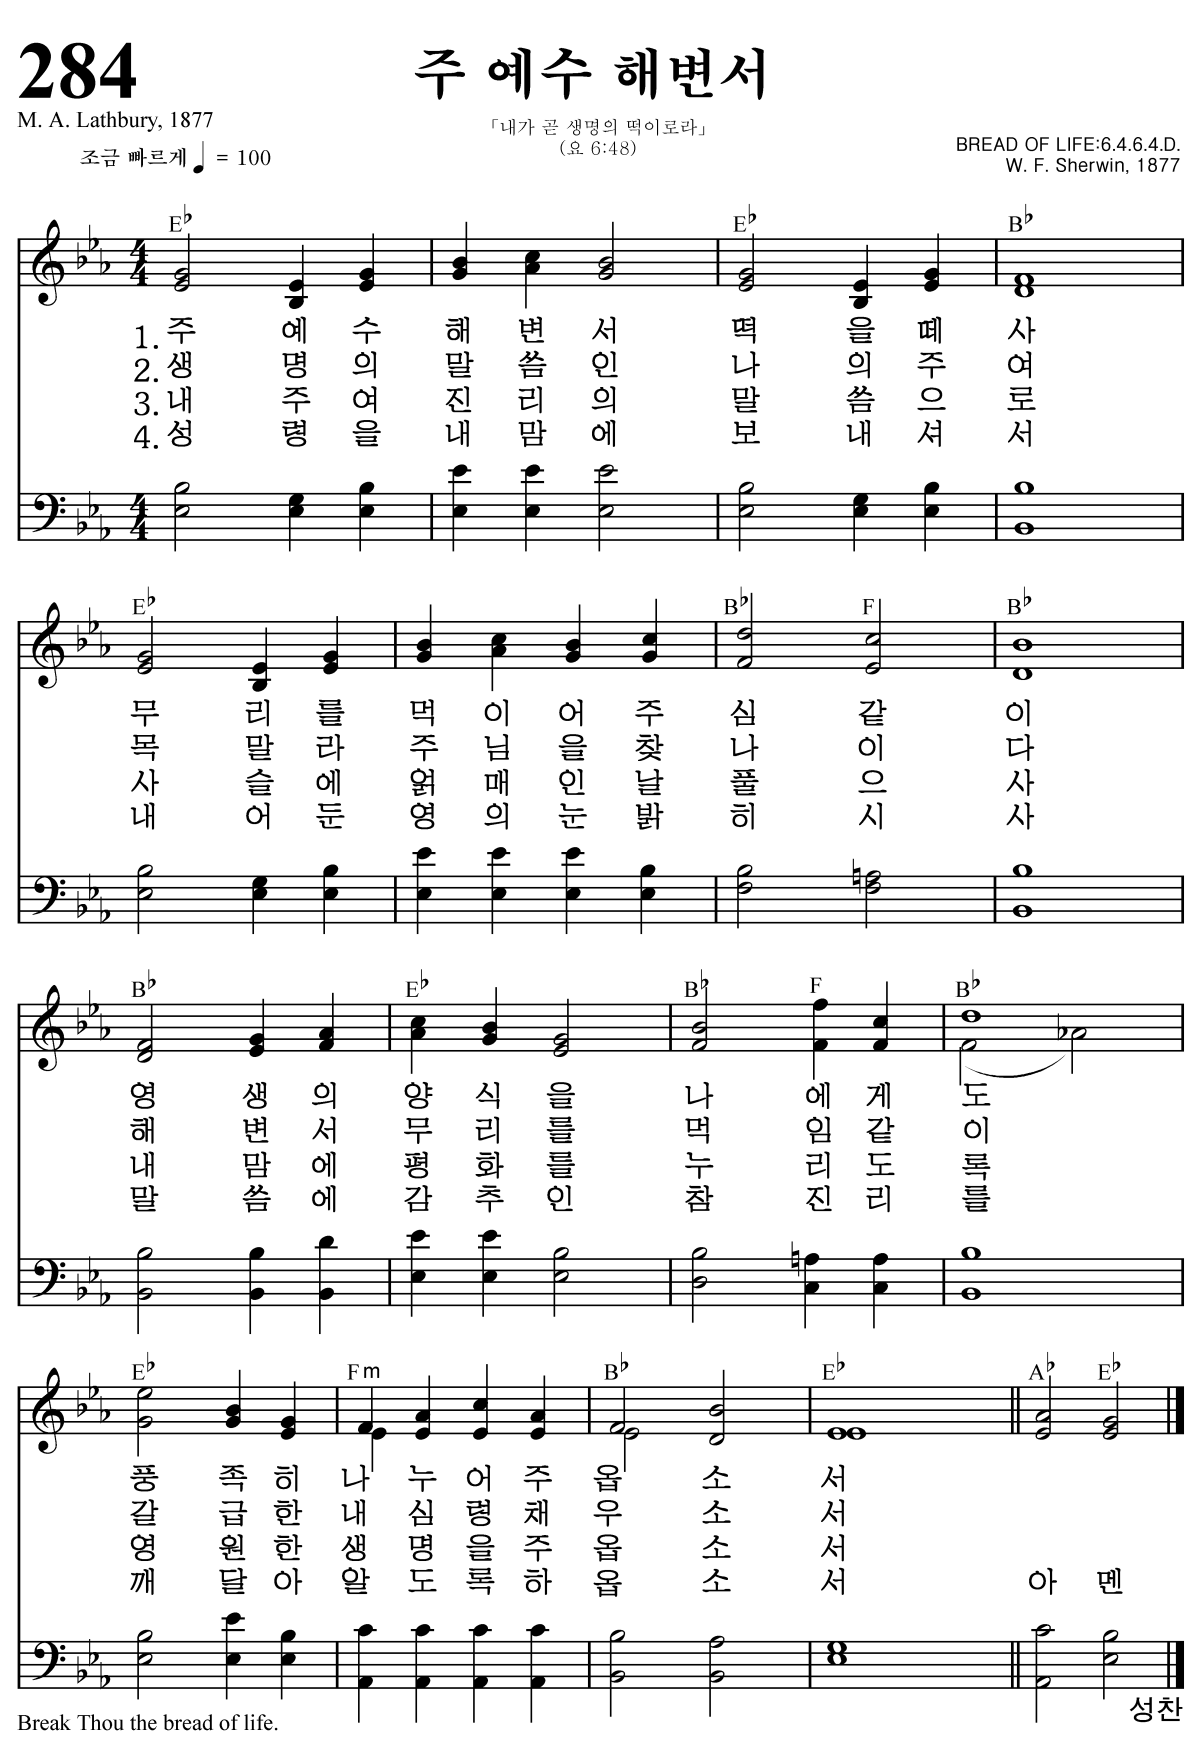 284
주 예수 해변서
M. A. Lathbury, 1877
「내가 곧 생명의 떡이로라」
(요 6:48)
조금 빠르게 ♩ = 100
BREAD OF LIFE:6.4.6.4.D.
W. F. Sherwin, 1877
E♭ E♭ B♭
1. 주 예 수 해 변 서 떡 을 떼 사
2. 생 명 의 말 씀 인 나 의 주 여
3. 내 주 여 진 리 의 말 씀 으 로
4. 성 령 을 내 맘 에 보 내 셔 서
E♭ B♭ F B♭
무 리 를 먹 이 어 주 심 같 이
목 말 라 주 님 을 찾 나 이 다
사 슬 에 얽 매 인 날 풀 으 사
내 어 둔 영 의 눈 밝 히 시 사
B♭ E♭ B♭ F B♭
영 생 의 양 식 을 나 에 게 도
해 변 서 무 리 를 먹 임 같 이
내 맘 에 평 화 를 누 리 도 록
말 씀 에 감 추 인 참 진 리 를
E♭ Fm B♭ E♭ A♭ E♭
풍 족 히 나 누 어 주 옵 소 서
갈 급 한 내 심 령 채 우 소 서
영 원 한 생 명 을 주 옵 소 서
깨 달 아 알 도 록 하 옵 소 서 아 멘
Break Thou the bread of life.
성찬